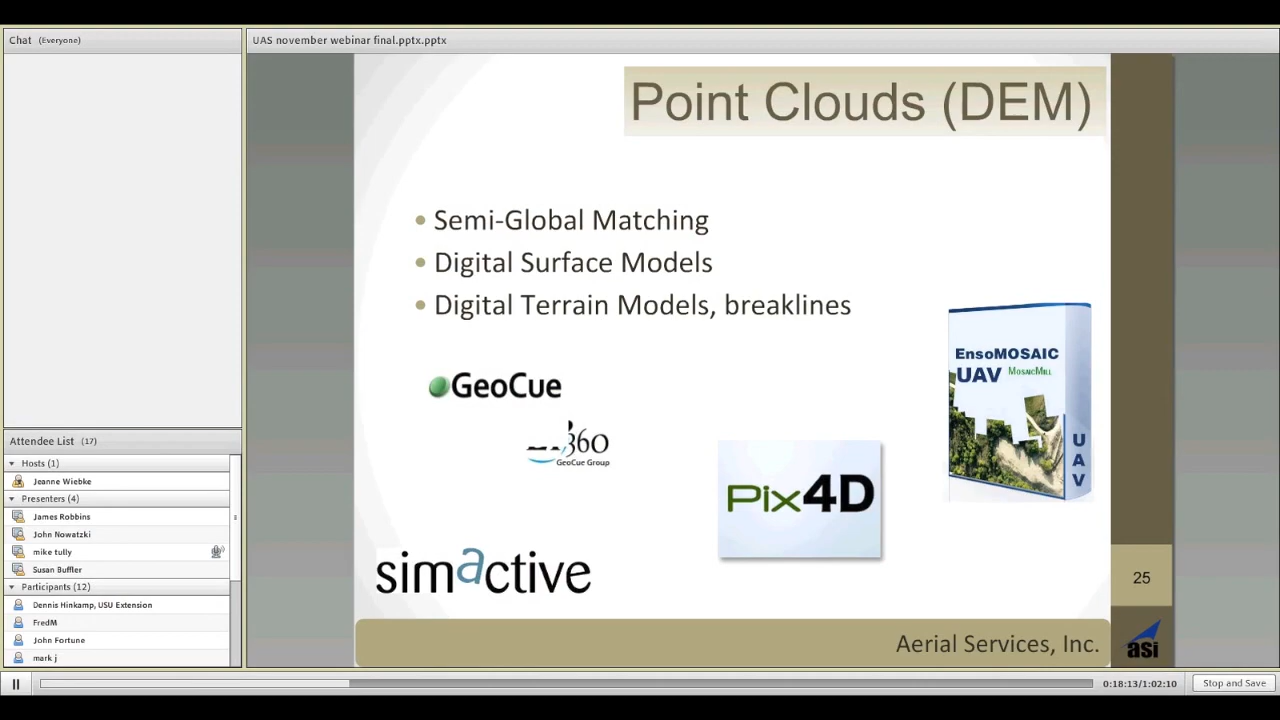 Chat (Everyone)
UAS november webinar final.pptx.pptx
Point Clouds (DEM)
• Semi-Global Matching
• Digital Surface Models
• Digital Terrain Models, breaklines
GeoCue
360
GeoCue Group
EnsoMOSAIC
UAV MosaicMill
UAV
Pix4D
simactive
25
Aerial Services, Inc.
asi
Attendee List (17)
Hosts (1)
Jeanne Wiebke
Presenters (4)
James Robbins
John Nowatzki
mike tully
Susan Buffler
Participants (12)
Dennis Hinkamp, USU Extension
FredM
John Fortune
mark j
0:18:13/1:02:10
Stop and Save